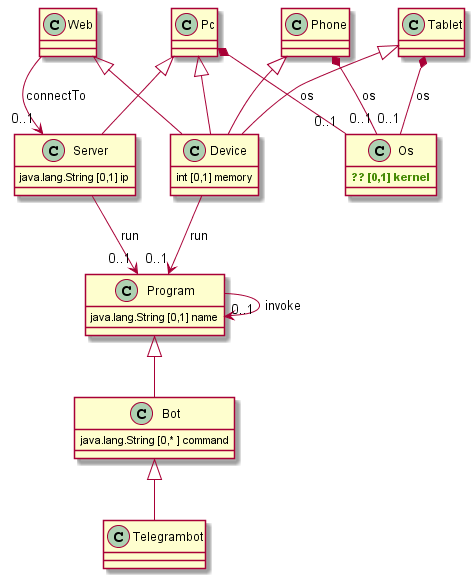 C Web
C Pc
C Phone
C Tablet
connectTo
os
os
os
0..1
0..1
0..1
0..1
C Server
java.lang.String [0,1] ip
C Device
int [0,1] memory
C Os
?? [0,1] kernel
run
run
0..1
0..1
C Program
java.lang.String [0,1] name
0..1
invoke
C Bot
java.lang.String [0,* ] command
C Telegrambot